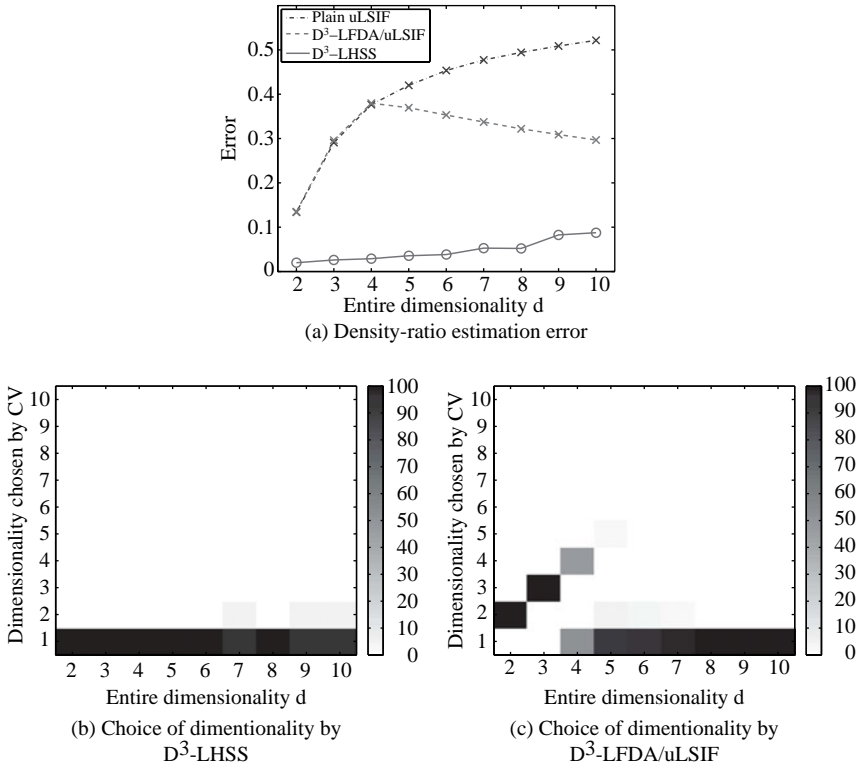 Plain uLSIF
D³–LFDA/uLSIF
D³–LHSS
0.5
0.4
0.3
0.2
0.1
0
Error
2 3 4 5 6 7 8 9 10
Entire dimensionality d
(a) Density-ratio estimation error
10
9
8
7
6
5
4
3
2
1
Dimensionality chosen by CV
2 3 4 5 6 7 8 9 10
Entire dimensionality d
100
90
80
70
60
50
40
30
20
10
0
(b) Choice of dimentionality by
D³-LHSS
10
9
8
7
6
5
4
3
2
1
Dimensionality chosen by CV
2 3 4 5 6 7 8 9 10
Entire dimensionality d
100
90
80
70
60
50
40
30
20
10
0
(c) Choice of dimentionality by
D³-LFDA/uLSIF